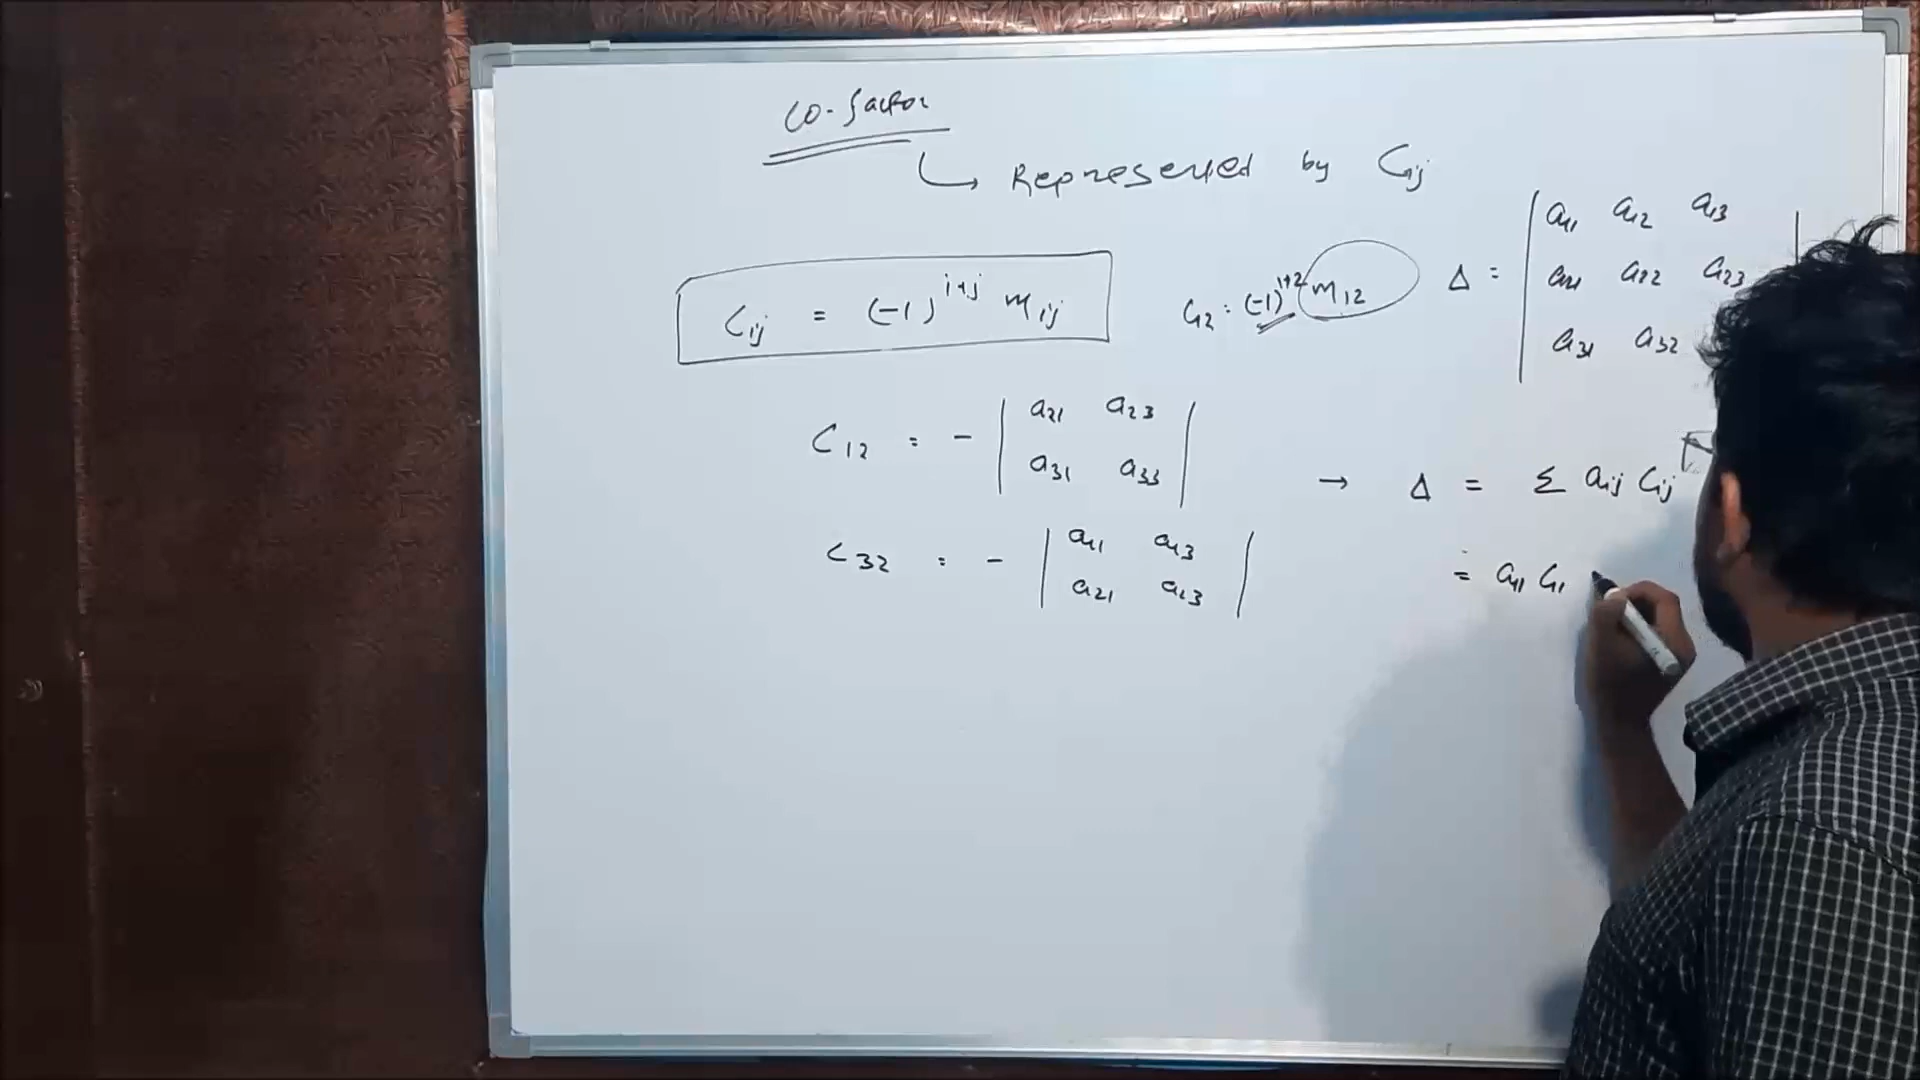 Co-factor
↳ Represented by Cij
Cij = (-1)^{i+j} mij
C12 : (-1)^{1+2} m12
Δ = | a11 a12 a13 |
| a21 a22 a23 |
| a31 a32
C12 = - | a21 a23 |
| a31 a33 |
→ Δ = Σ aij Cij
C32 = - | a11 a13 |
| a21 a23 |
= a11 C11